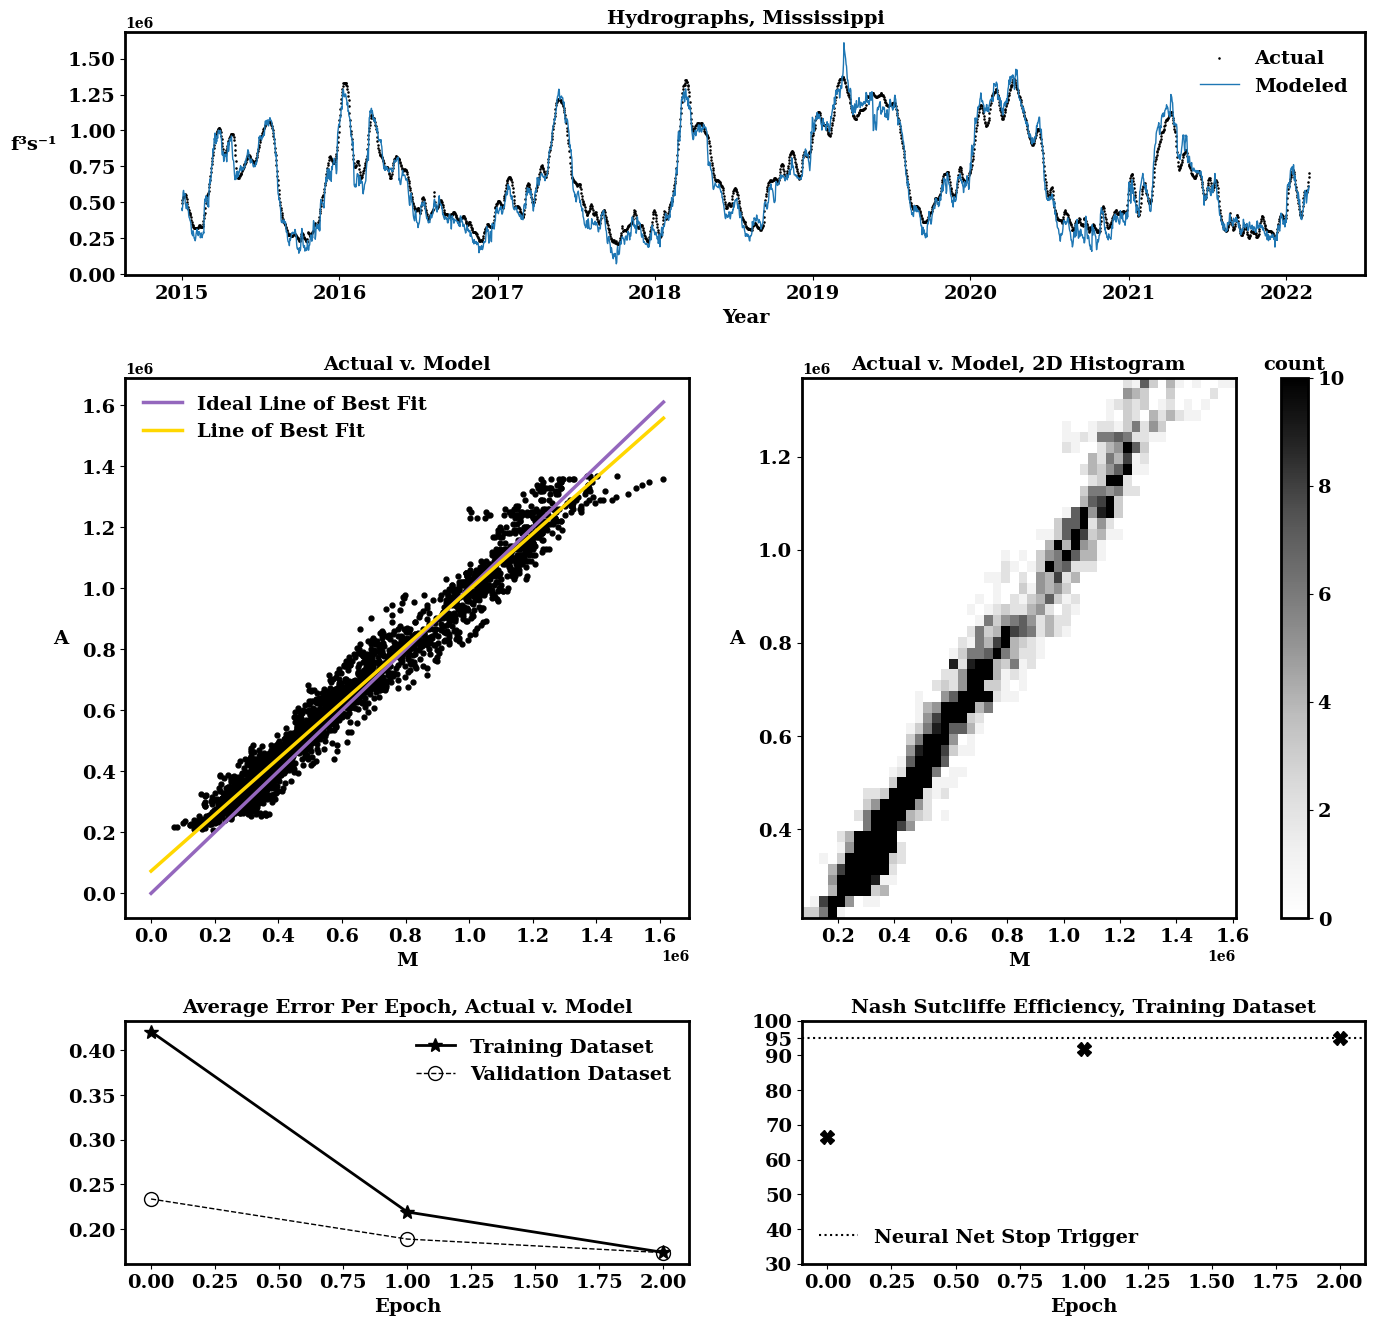 Hydrographs, Mississippi
1e6
1.50
1.25
1.00
0.75
0.50
0.25
0.00
f³s⁻¹
Actual
Modeled
2015 2016 2017 2018 2019 2020 2021 2022
Year
Actual v. Model
1e6
1.6
1.4
1.2
1.0
0.8
0.6
0.4
0.2
0.0
A
Ideal Line of Best Fit
Line of Best Fit
0.0 0.2 0.4 0.6 0.8 1.0 1.2 1.4 1.6
M
1e6
Actual v. Model, 2D Histogram
1e6
1.2
1.0
0.8
0.6
0.4
A
0.2 0.4 0.6 0.8 1.0 1.2 1.4 1.6
M
1e6
count
10
8
6
4
2
0
Average Error Per Epoch, Actual v. Model
0.40
0.35
0.30
0.25
0.20
Training Dataset
Validation Dataset
0.00 0.25 0.50 0.75 1.00 1.25 1.50 1.75 2.00
Epoch
Nash Sutcliffe Efficiency, Training Dataset
100
95
90
80
70
60
50
40
30
Neural Net Stop Trigger
0.00 0.25 0.50 0.75 1.00 1.25 1.50 1.75 2.00
Epoch